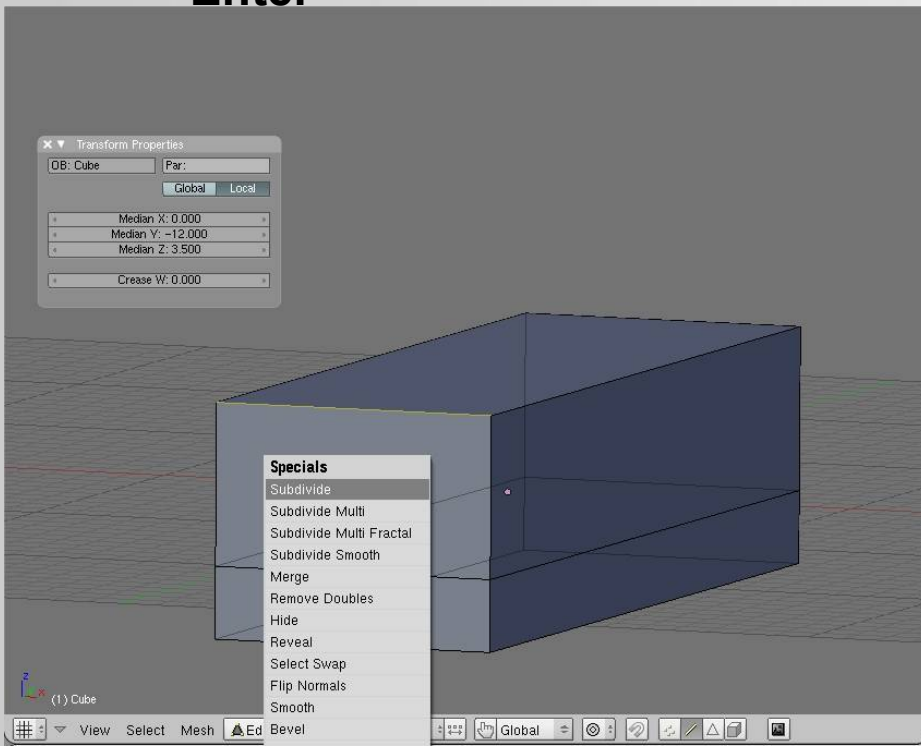 Enter
Transform Properties
OB: Cube
Par:
Global Local
Median X: 0.000
Median Y: -12.000
Median Z: 3.500
Crease W: 0.000
Specials
Subdivide
Subdivide Multi
Subdivide Multi Fractal
Subdivide Smooth
Merge
Remove Doubles
Hide
Reveal
Select Swap
Flip Normals
Smooth
Bevel
z
x
(1) Cube
View Select Mesh Ed Global